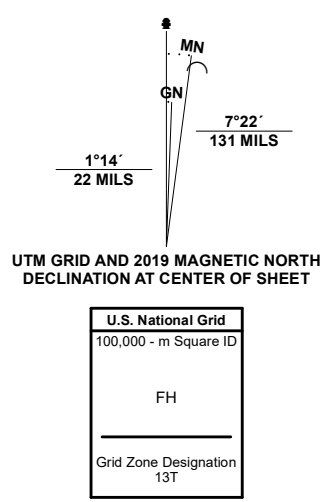 MN
GN
7°22´
131 MILS
1°14´
22 MILS
UTM GRID AND 2019 MAGNETIC NORTH
DECLINATION AT CENTER OF SHEET
U.S. National Grid
100,000 - m Square ID
FH
Grid Zone Designation
13T